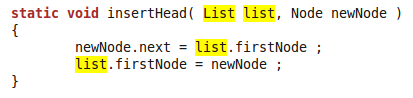 static void insertHead( List list, Node newNode )
{
newNode.next = list.firstNode ;
list.firstNode = newNode ;
}